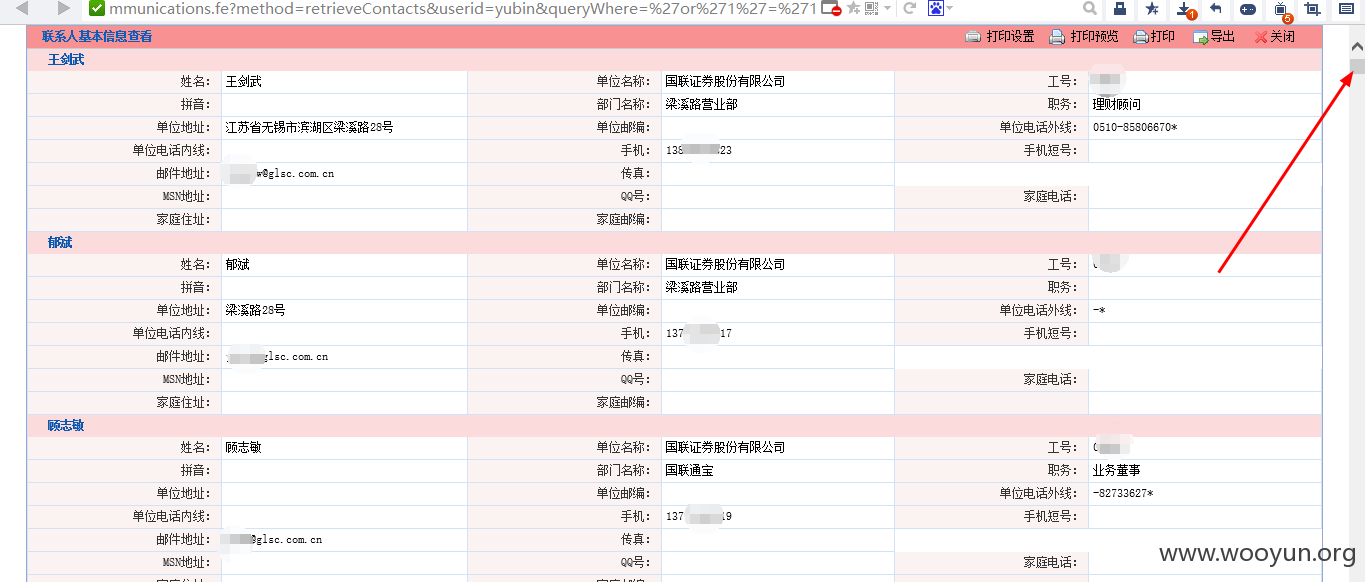 mmunications.fe?method=retrieveContacts&userid=yubin&queryWhere=%27or%271%27=%271
1 5
联系人基本信息查看 打印设置 打印预览 打印 导出 关闭
王剑武
姓名: 王剑武 单位名称: 国联证券股份有限公司 工号:
拼音: 部门名称: 梁溪路营业部 职务: 理财顾问
单位地址: 江苏省无锡市滨湖区梁溪路28号 单位邮编: 单位电话外线: 0510-85806670*
单位电话内线: 手机: 138 23 手机短号:
邮件地址: w@glsc.com.cn 传真:
MSN地址: QQ号: 家庭电话:
家庭住址: 家庭邮编:
郁斌
姓名: 郁斌 单位名称: 国联证券股份有限公司 工号:
拼音: 部门名称: 梁溪路营业部 职务:
单位地址: 梁溪路28号 单位邮编: 单位电话外线: -*
单位电话内线: 手机: 137 17 手机短号:
邮件地址: glsc.com.cn 传真:
MSN地址: QQ号: 家庭电话:
家庭住址: 家庭邮编:
顾志敏
姓名: 顾志敏 单位名称: 国联证券股份有限公司 工号:
拼音: 部门名称: 国联通宝 职务: 业务董事
单位地址: 单位邮编: 单位电话外线: -82733627*
单位电话内线: 手机: 137 19 手机短号:
邮件地址: @glsc.com.cn 传真:
MSN地址: QQ号: 家庭电话:
www.wooyun.org